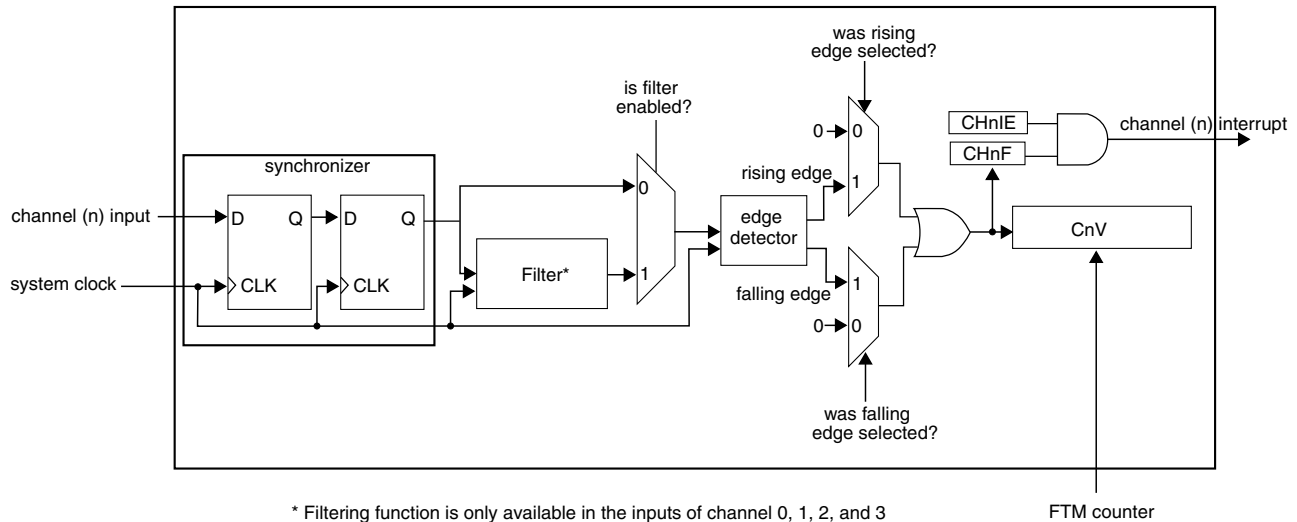 was rising
edge selected?
is filter
enabled?
0
0
CHnIE
channel (n) interrupt
CHnF
synchronizer
rising edge
1
0
channel (n) input
D
Q
D
Q
edge
detector
CnV
Filter*
1
system clock
CLK
CLK
falling edge
1
0
0
was falling
edge selected?
* Filtering function is only available in the inputs of channel 0, 1, 2, and 3
FTM counter